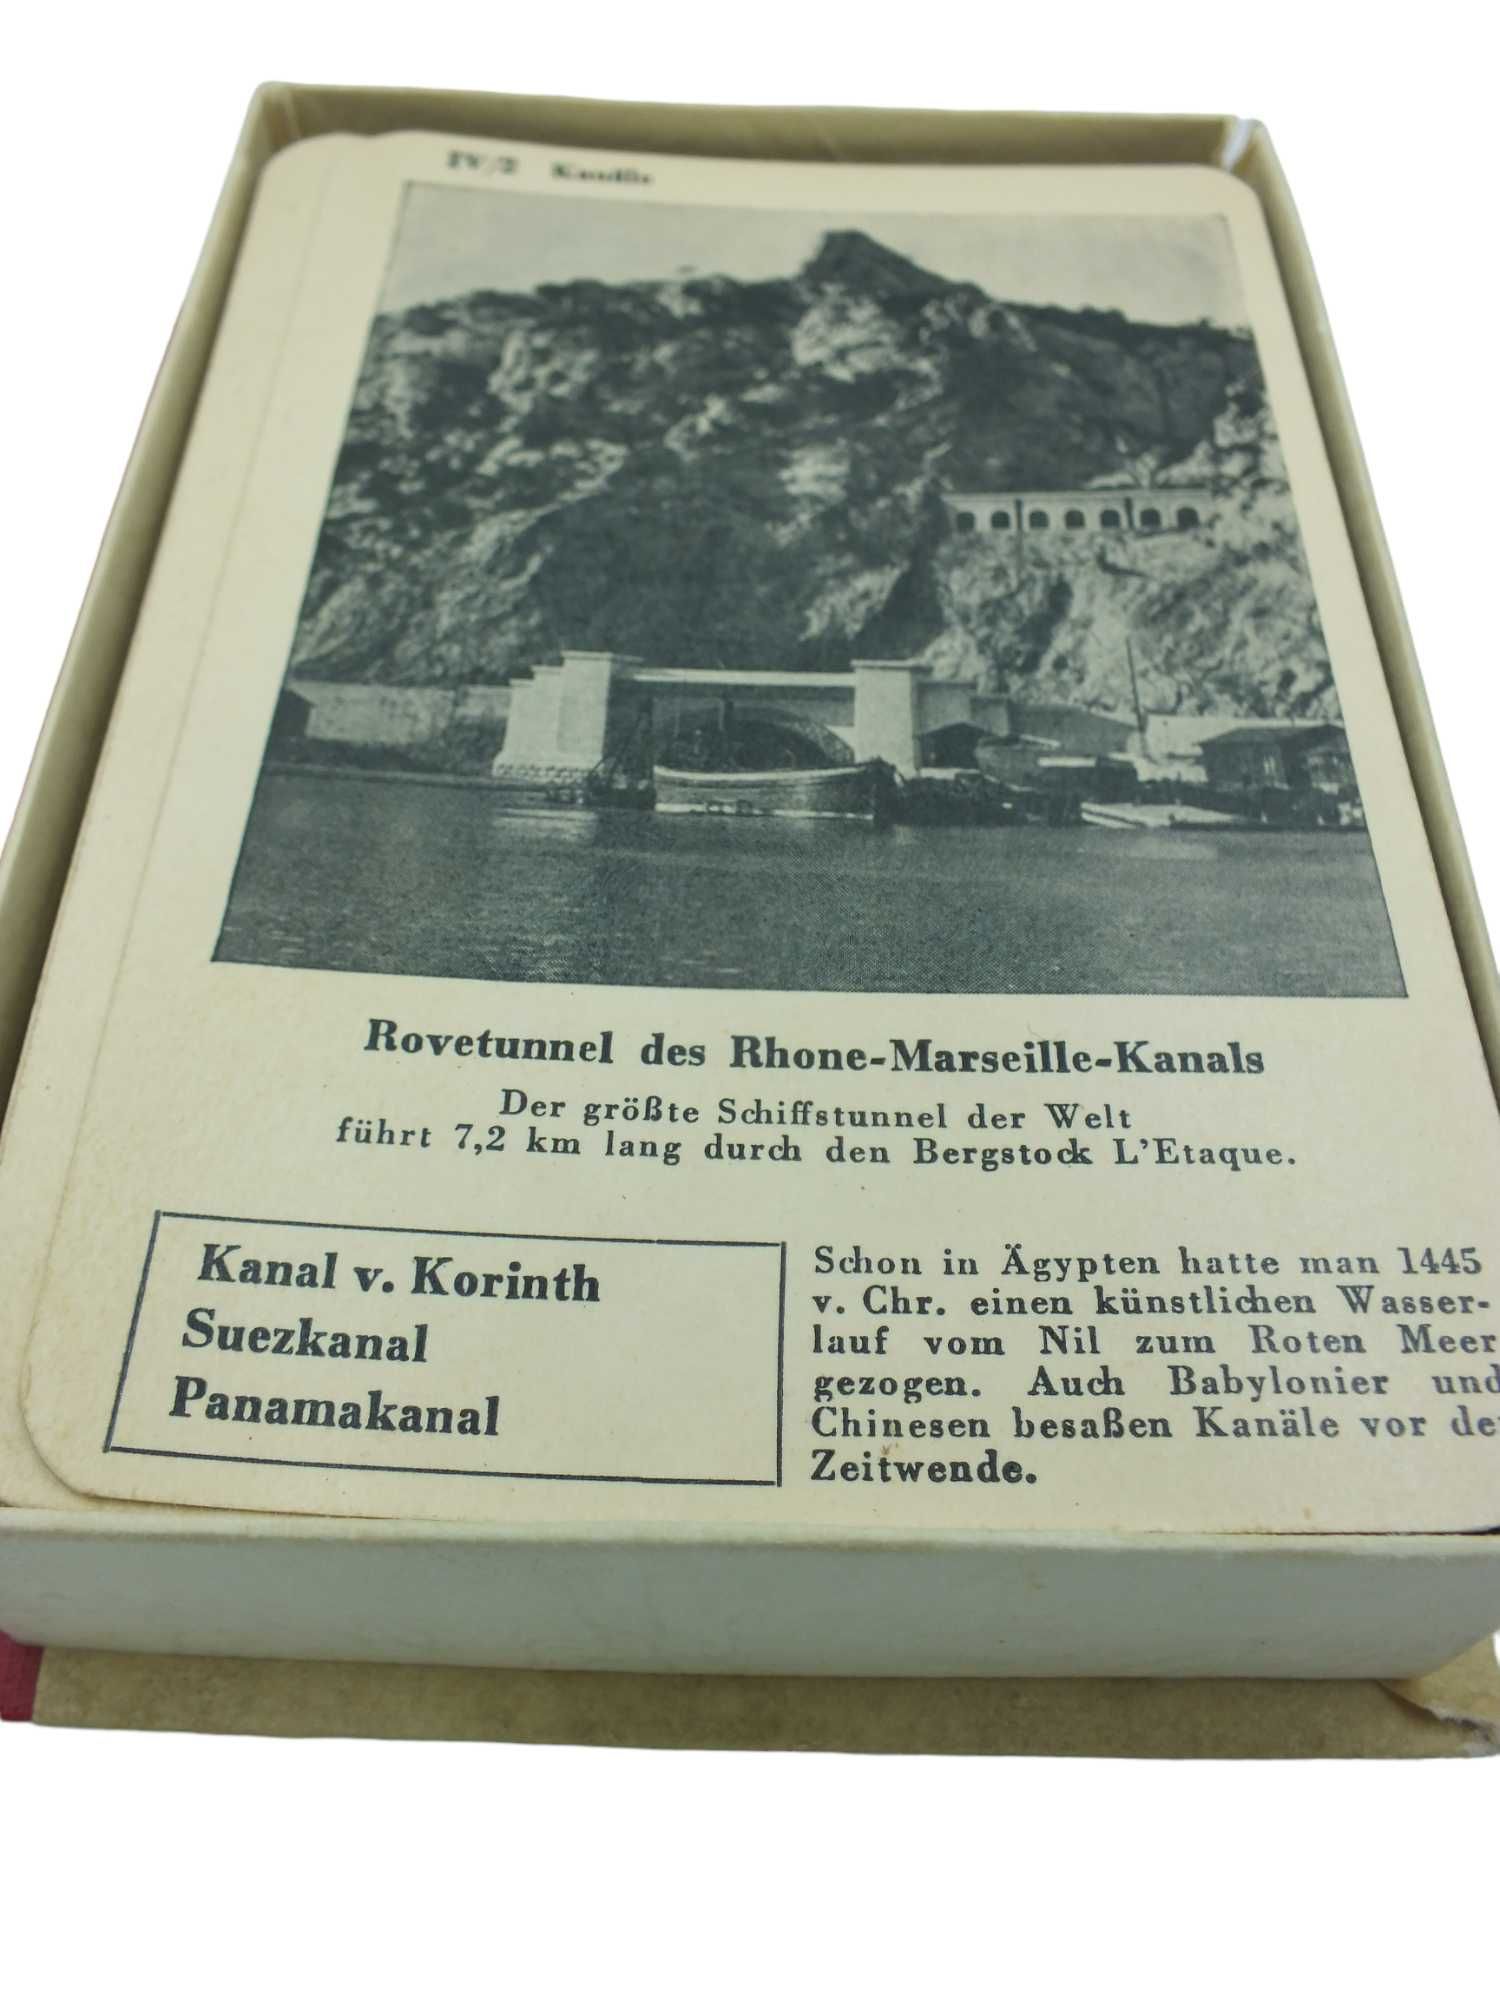 IV/2 Kanäle
Rovetunnel des Rhone-Marseille-Kanals
Der größte Schiffstunnel der Welt
führt 7,2 km lang durch den Bergstock L'Etaque.
Kanal v. Korinth
Suezkanal
Panamakanal
Schon in Ägypten hatte man 1445
v. Chr. einen künstlichen Wasser-
lauf vom Nil zum Roten Meer
gezogen. Auch Babylonier und
Chinesen besaßen Kanäle vor der
Zeitwende.